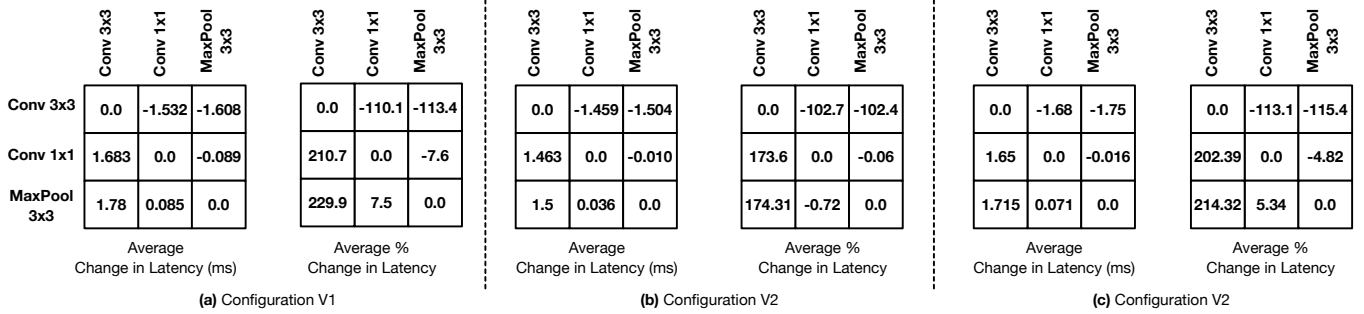 Conv 3x3 Conv 1x1 MaxPool 3x3 Conv 3x3 Conv 1x1 MaxPool 3x3 Conv 3x3 Conv 1x1 MaxPool 3x3 Conv 3x3 Conv 1x1 MaxPool 3x3 Conv 3x3 Conv 1x1 MaxPool 3x3 Conv 3x3 Conv 1x1 MaxPool 3x3
Conv 3x3 0.0 -1.532 -1.608 0.0 -110.1 -113.4 0.0 -1.459 -1.504 0.0 -102.7 -102.4 0.0 -1.68 -1.75 0.0 -113.1 -115.4
Conv 1x1 1.683 0.0 -0.089 210.7 0.0 -7.6 1.463 0.0 -0.010 173.6 0.0 -0.06 1.65 0.0 -0.016 202.39 0.0 -4.82
MaxPool 3x3 1.78 0.085 0.0 229.9 7.5 0.0 1.5 0.036 0.0 174.31 -0.72 0.0 1.715 0.071 0.0 214.32 5.34 0.0
Average Average % Average Average % Average Average %
Change in Latency (ms) Change in Latency Change in Latency (ms) Change in Latency Change in Latency (ms) Change in Latency
(a) Configuration V1 (b) Configuration V2 (c) Configuration V2